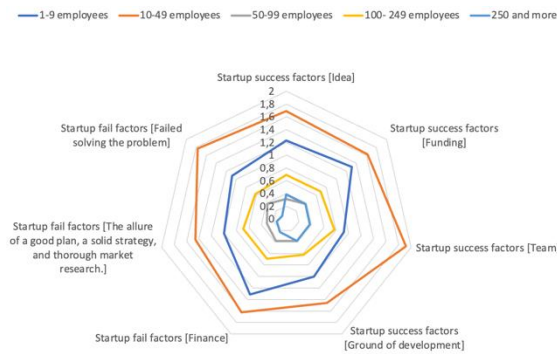 1-9 employees 10-49 employees 50-99 employees 100- 249 employees 250 and more
Startup success factors [Idea]
2
1,8
1,6
1,4
1,2
1
0,8
0,6
0,4
0,2
0
Startup success factors
[Funding]
Startup success factors [Team
Startup success factors
[Ground of development]
Startup fail factors [Finance]
Startup fail factors [The allure
of a good plan, a solid strategy,
and thorough market
research.]
Startup fail factors [Failed
solving the problem]